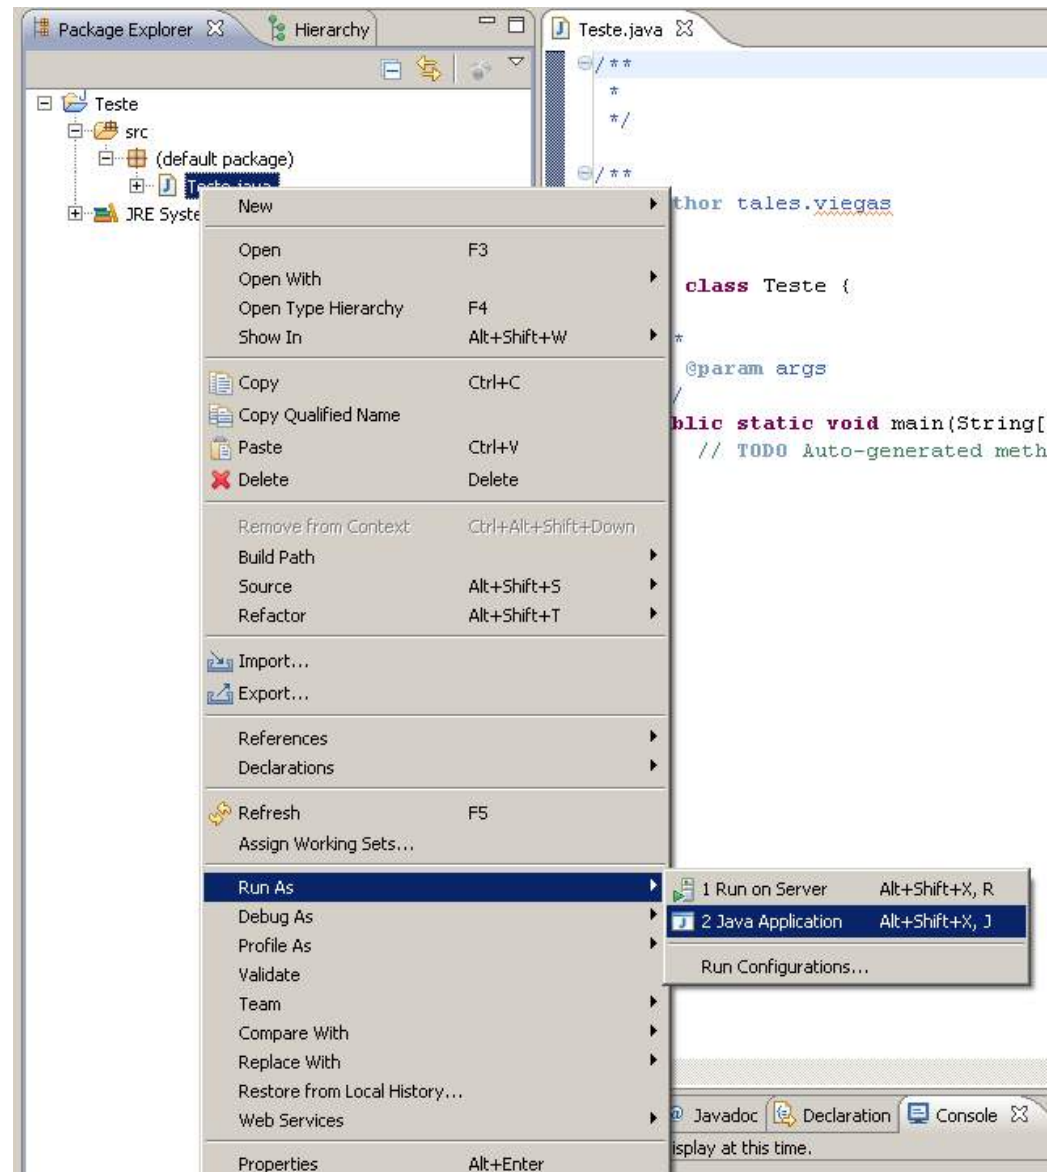 Package Explorer Hierarchy
Teste
src
(default package)
Teste.java
JRE Syste
New
Open F3
Open With
Open Type Hierarchy F4
Show In Alt+Shift+W
Copy Ctrl+C
Copy Qualified Name
Paste Ctrl+V
Delete Delete
Remove from Context Ctrl+Alt+Shift+Down
Build Path
Source Alt+Shift+S
Refactor Alt+Shift+T
Import...
Export...
References
Declarations
Refresh F5
Assign Working Sets...
Run As
Debug As
Profile As
Validate
Team
Compare With
Replace With
Restore from Local History...
Web Services
Properties Alt+Enter
1 Run on Server Alt+Shift+X, R
2 Java Application Alt+Shift+X, J
Run Configurations...
Teste.java
/**
*
*/
/**
thor tales.viegas
class Teste {
*
@param args
/
blic static void main(String[
// TODO Auto-generated meth
@ Javadoc Declaration Console
isplay at this time.